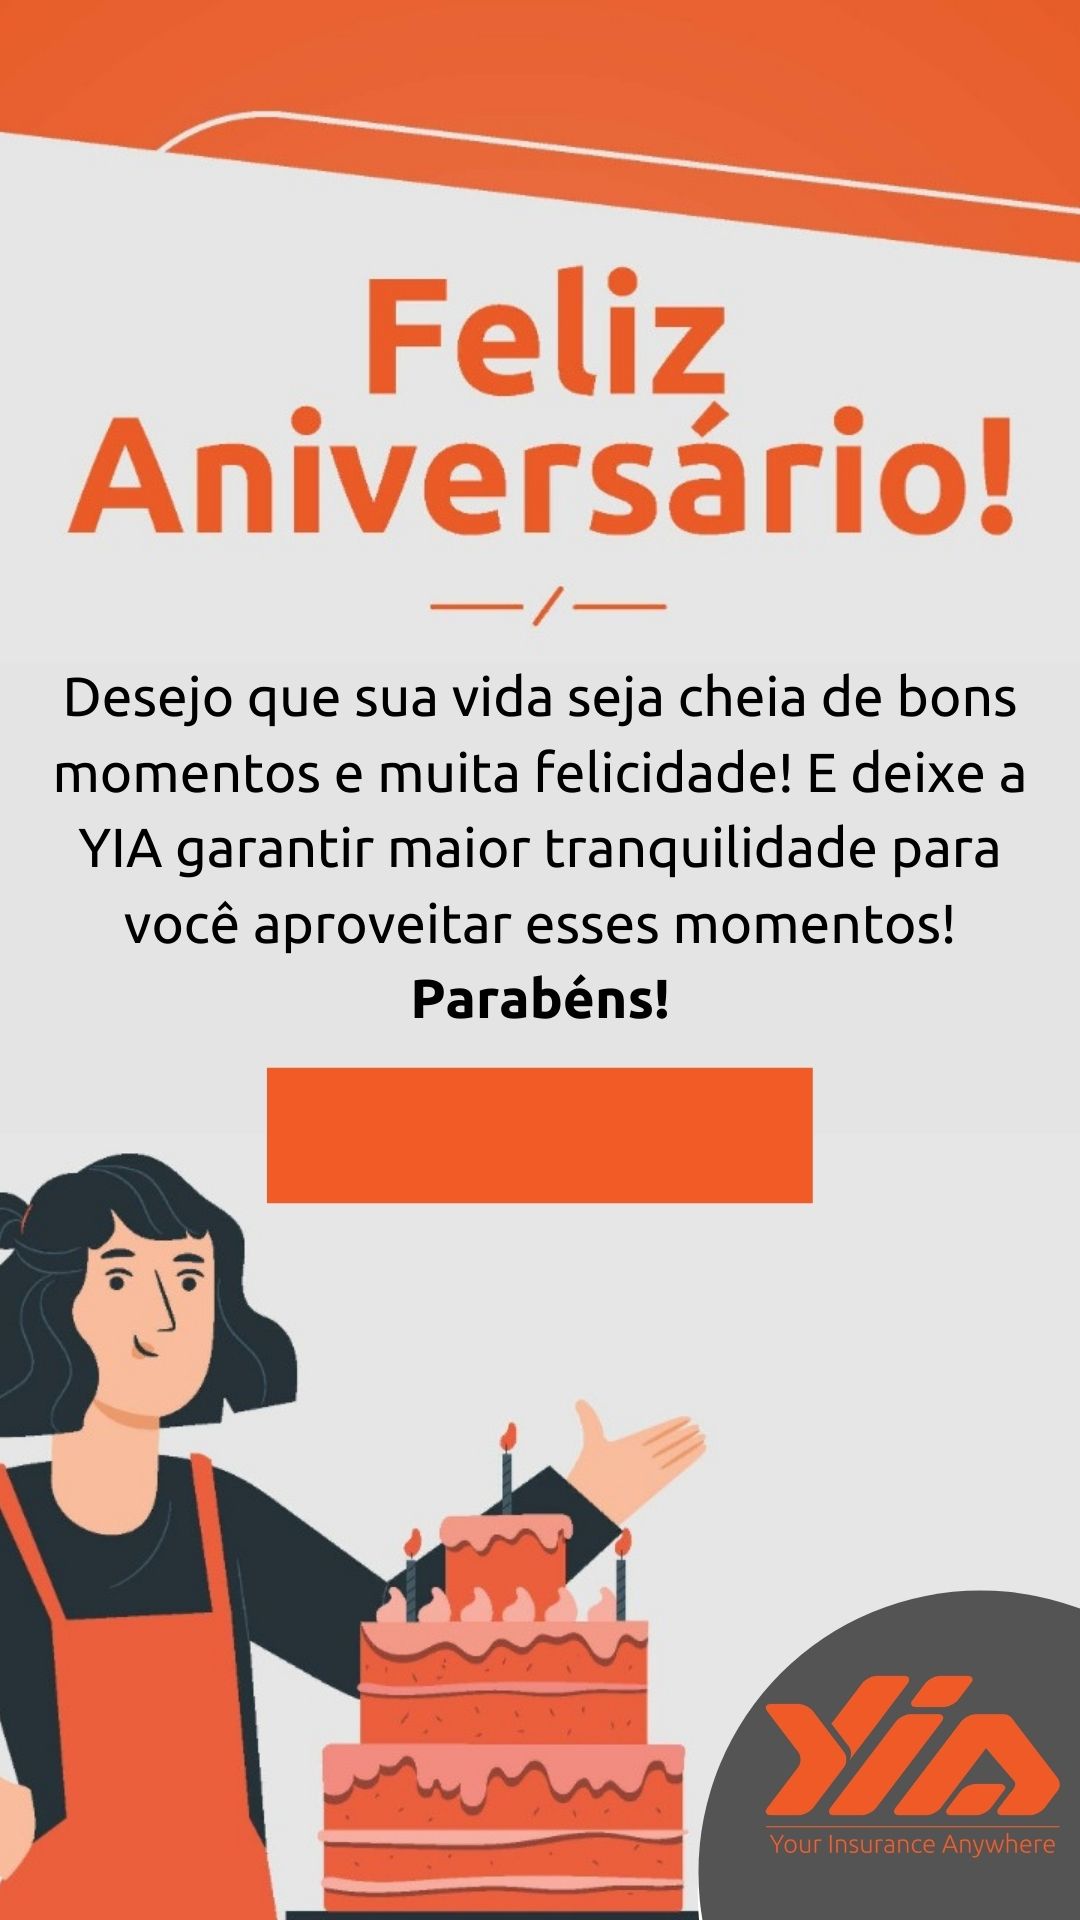 Feliz
Aniversário!
Desejo que sua vida seja cheia de bons
momentos e muita felicidade! E deixe a
YIA garantir maior tranquilidade para
você aproveitar esses momentos!
Parabéns!
YIA
Your Insurance Anywhere